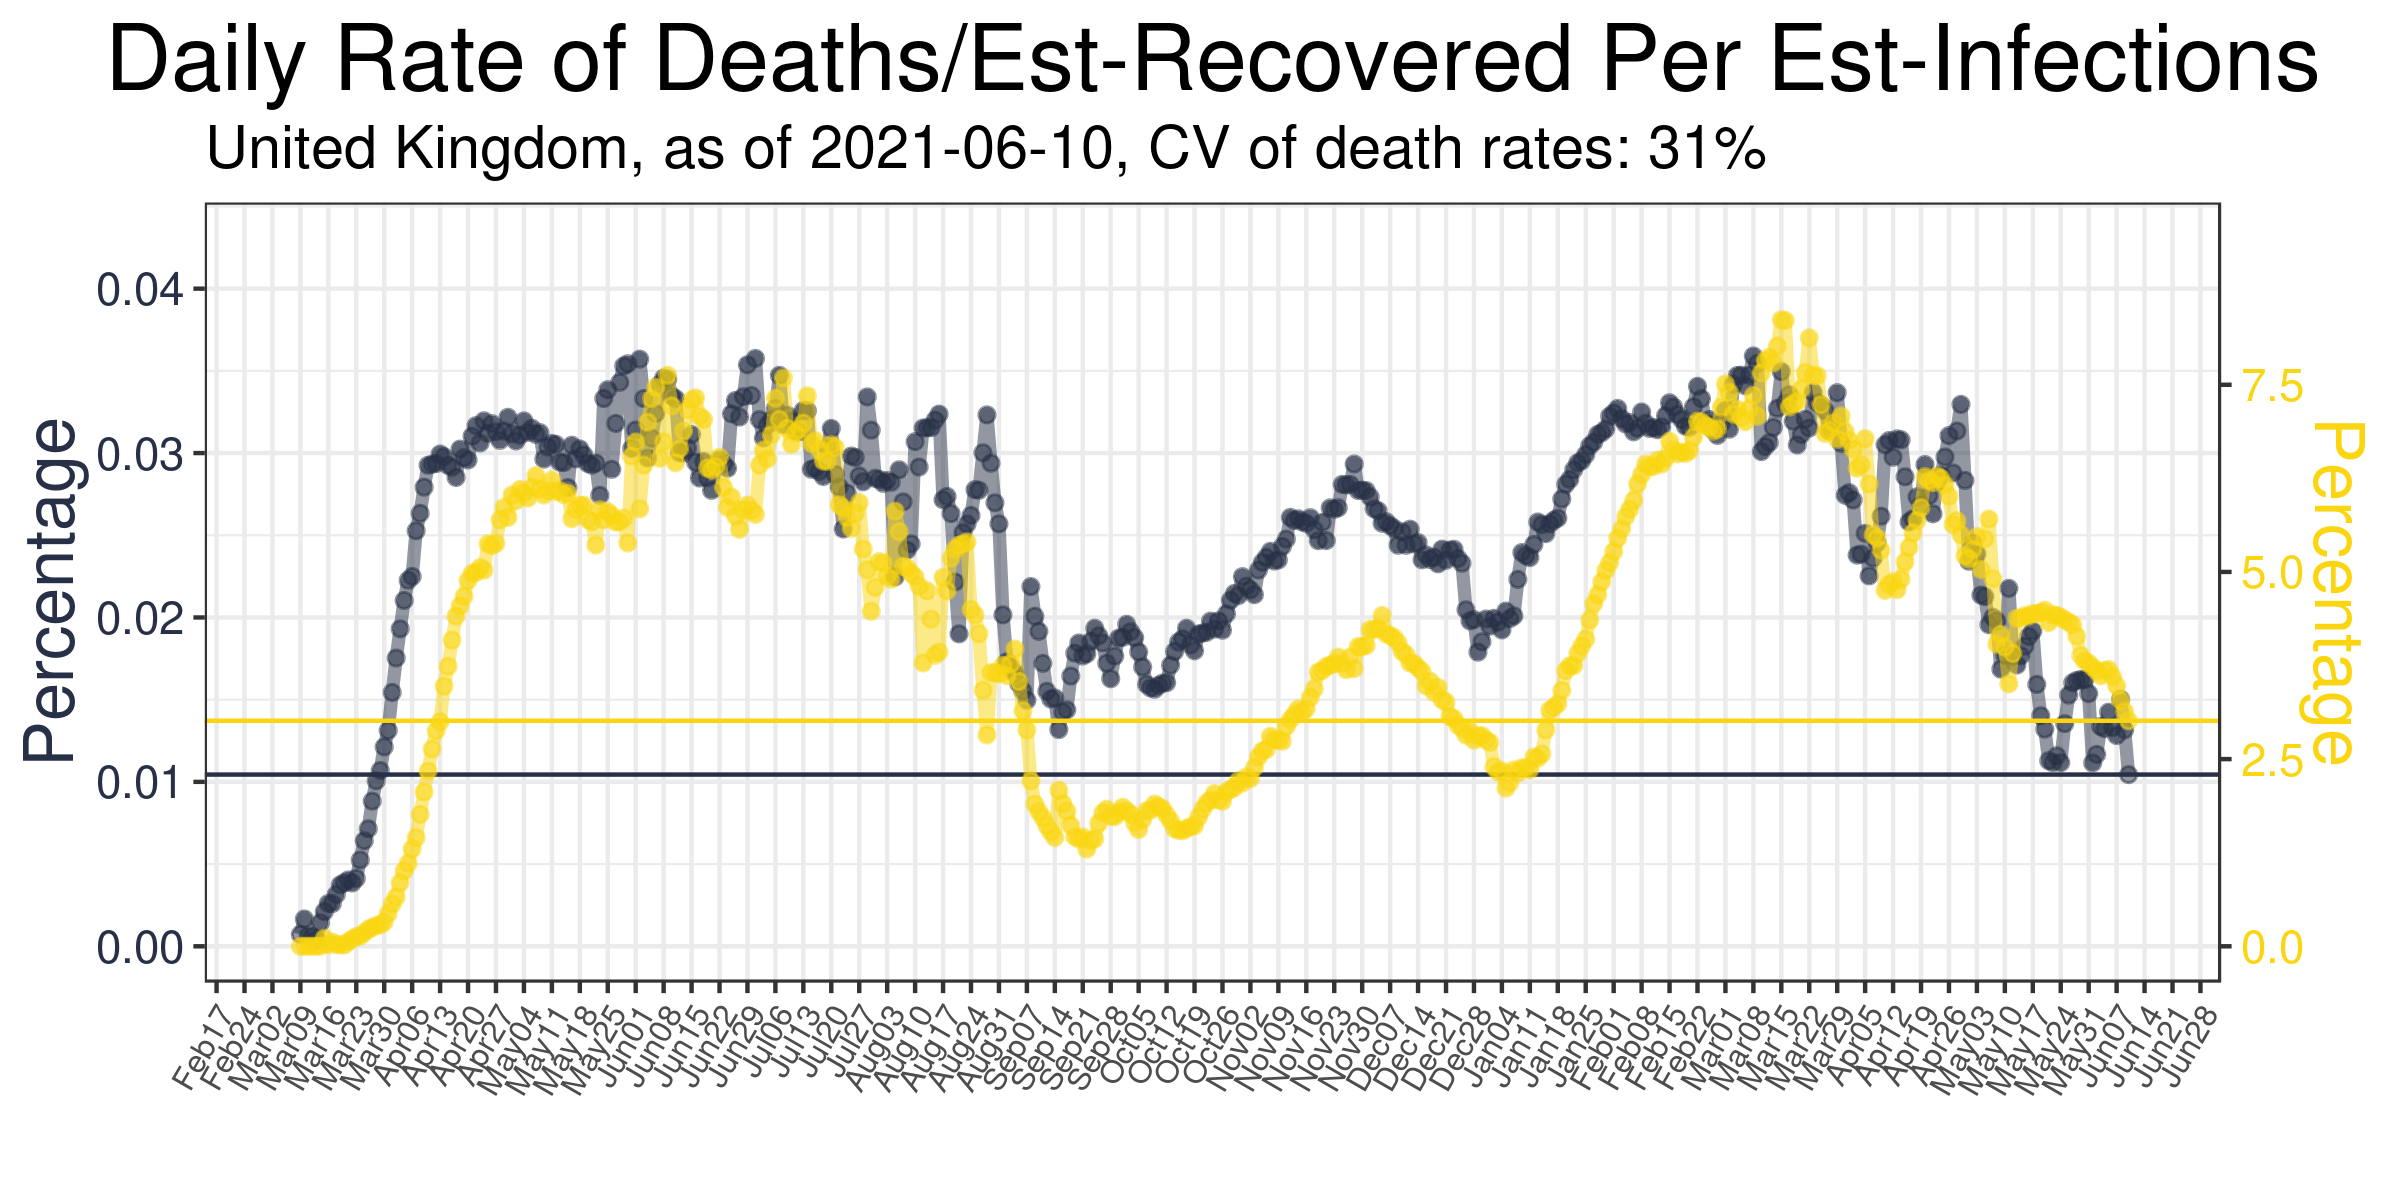 Daily Rate of Deaths/Est-Recovered Per Est-Infections
United Kingdom, as of 2021-06-10, CV of death rates: 31%
Percentage
0.04
0.03
0.02
0.01
0.00
7.5
5.0
2.5
0.0
Percentage
Feb17
Feb24
Mar02
Mar09
Mar16
Mar23
Mar30
Apr06
Apr13
Apr20
Apr27
May04
May11
May18
May25
Jun01
Jun08
Jun15
Jun22
Jun29
Jul06
Jul13
Jul20
Jul27
Aug03
Aug10
Aug17
Aug24
Aug31
Sep07
Sep14
Sep21
Sep28
Oct05
Oct12
Oct19
Oct26
Nov02
Nov09
Nov16
Nov23
Nov30
Dec07
Dec14
Dec21
Dec28
Jan04
Jan11
Jan18
Jan25
Feb01
Feb08
Feb15
Feb22
Mar01
Mar08
Mar15
Mar22
Mar29
Apr05
Apr12
Apr19
Apr26
May03
May10
May17
May24
May31
Jun07
Jun14
Jun21
Jun28